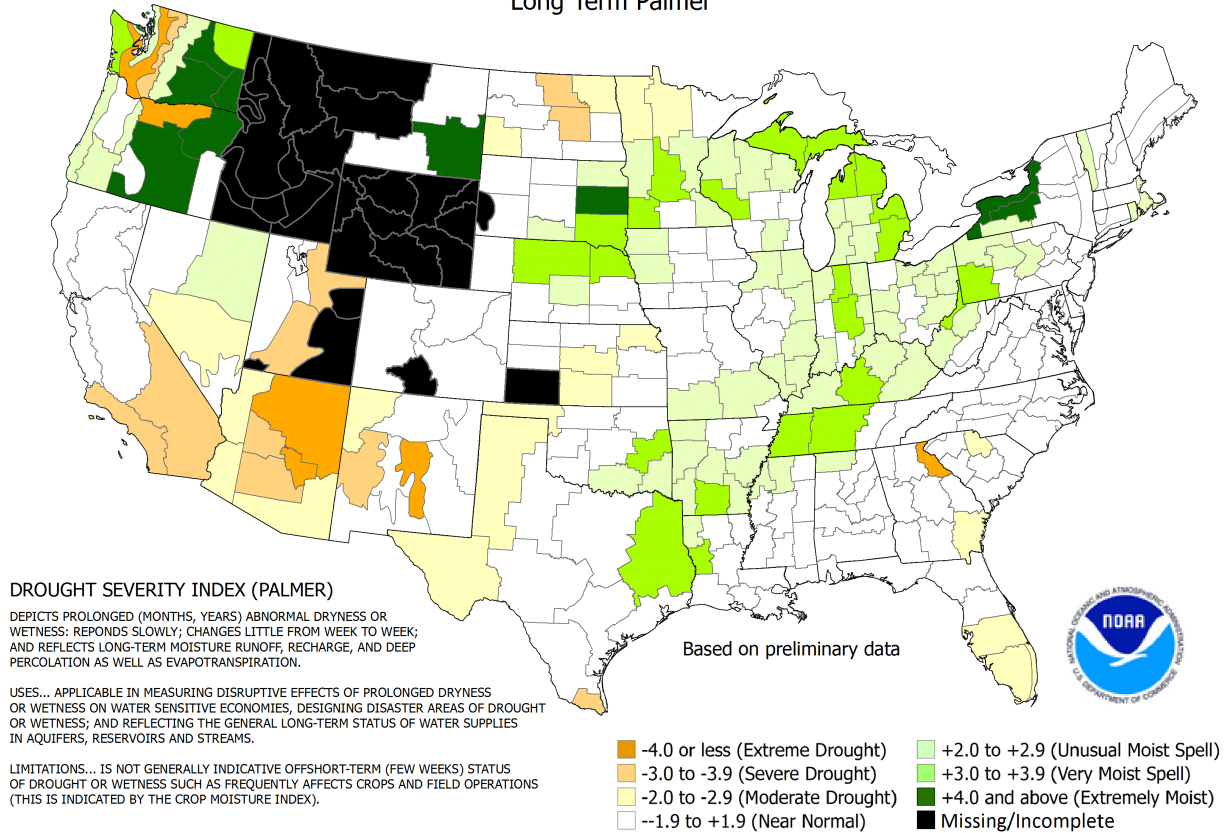 Long Term Palmer
DROUGHT SEVERITY INDEX (PALMER)
DEPICTS PROLONGED (MONTHS, YEARS) ABNORMAL DRYNESS OR
WETNESS: REPONDS SLOWLY; CHANGES LITTLE FROM WEEK TO WEEK;
AND REFLECTS LONG-TERM MOISTURE RUNOFF, RECHARGE, AND DEEP
PERCOLATION AS WELL AS EVAPOTRANSPIRATION.
USES... APPLICABLE IN MEASURING DISRUPTIVE EFFECTS OF PROLONGED DRYNESS
OR WETNESS ON WATER SENSITIVE ECONOMIES, DESIGNING DISASTER AREAS OF DROUGHT
OR WETNESS; AND REFLECTING THE GENERAL LONG-TERM STATUS OF WATER SUPPLIES
IN AQUIFERS, RESERVOIRS AND STREAMS.
LIMITATIONS... IS NOT GENERALLY INDICATIVE OFFSHORT-TERM (FEW WEEKS) STATUS
OF DROUGHT OR WETNESS SUCH AS FREQUENTLY AFFECTS CROPS AND FIELD OPERATIONS
(THIS IS INDICATED BY THE CROP MOISTURE INDEX).
Based on preliminary data
NATIONAL OCEANIC AND ATMOSPHERIC ADMINISTRATION
NOAA
U.S. DEPARTMENT OF COMMERCE
-4.0 or less (Extreme Drought)
-3.0 to -3.9 (Severe Drought)
-2.0 to -2.9 (Moderate Drought)
--1.9 to +1.9 (Near Normal)
+2.0 to +2.9 (Unusual Moist Spell)
+3.0 to +3.9 (Very Moist Spell)
+4.0 and above (Extremely Moist)
Missing/Incomplete